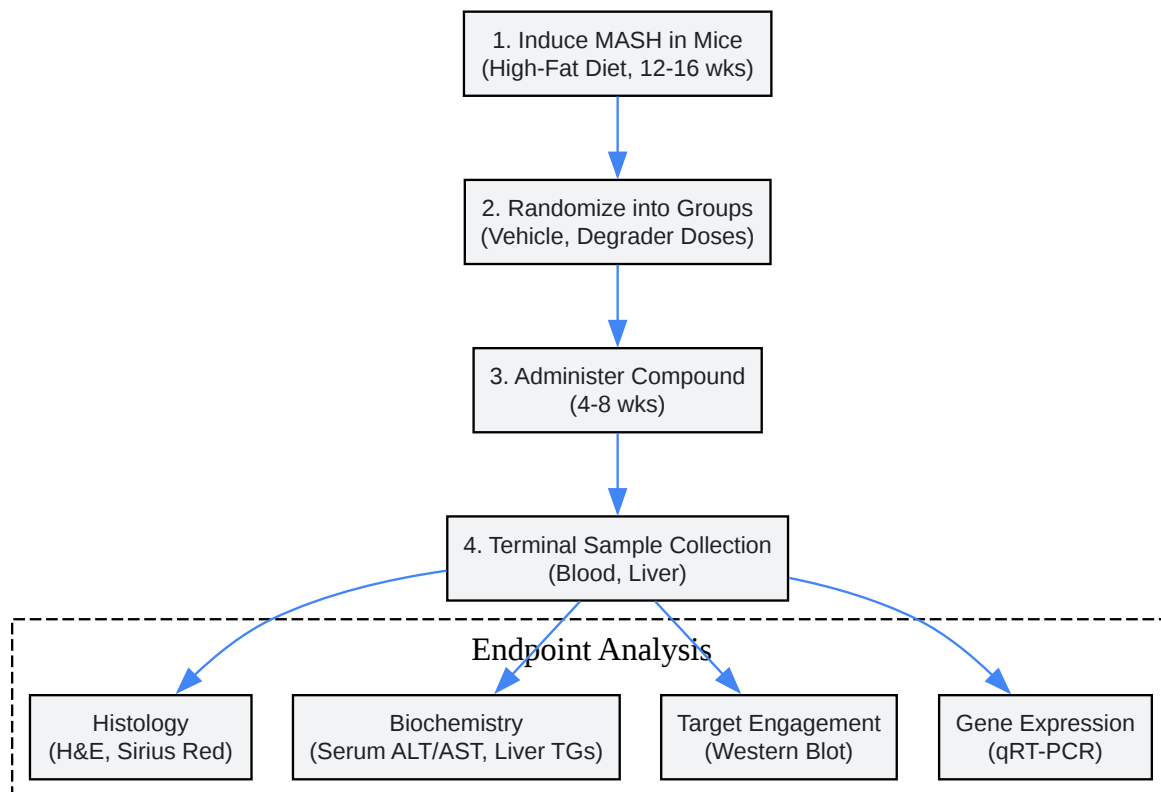 1. Induce MASH in Mice
(High-Fat Diet, 12-16 wks)
2. Randomize into Groups
(Vehicle, Degrader Doses)
3. Administer Compound
(4-8 wks)
4. Terminal Sample Collection
(Blood, Liver)
Endpoint Analysis
Histology
(H&E, Sirius Red)
Biochemistry
(Serum ALT/AST, Liver TGs)
Target Engagement
(Western Blot)
Gene Expression
(qRT-PCR)